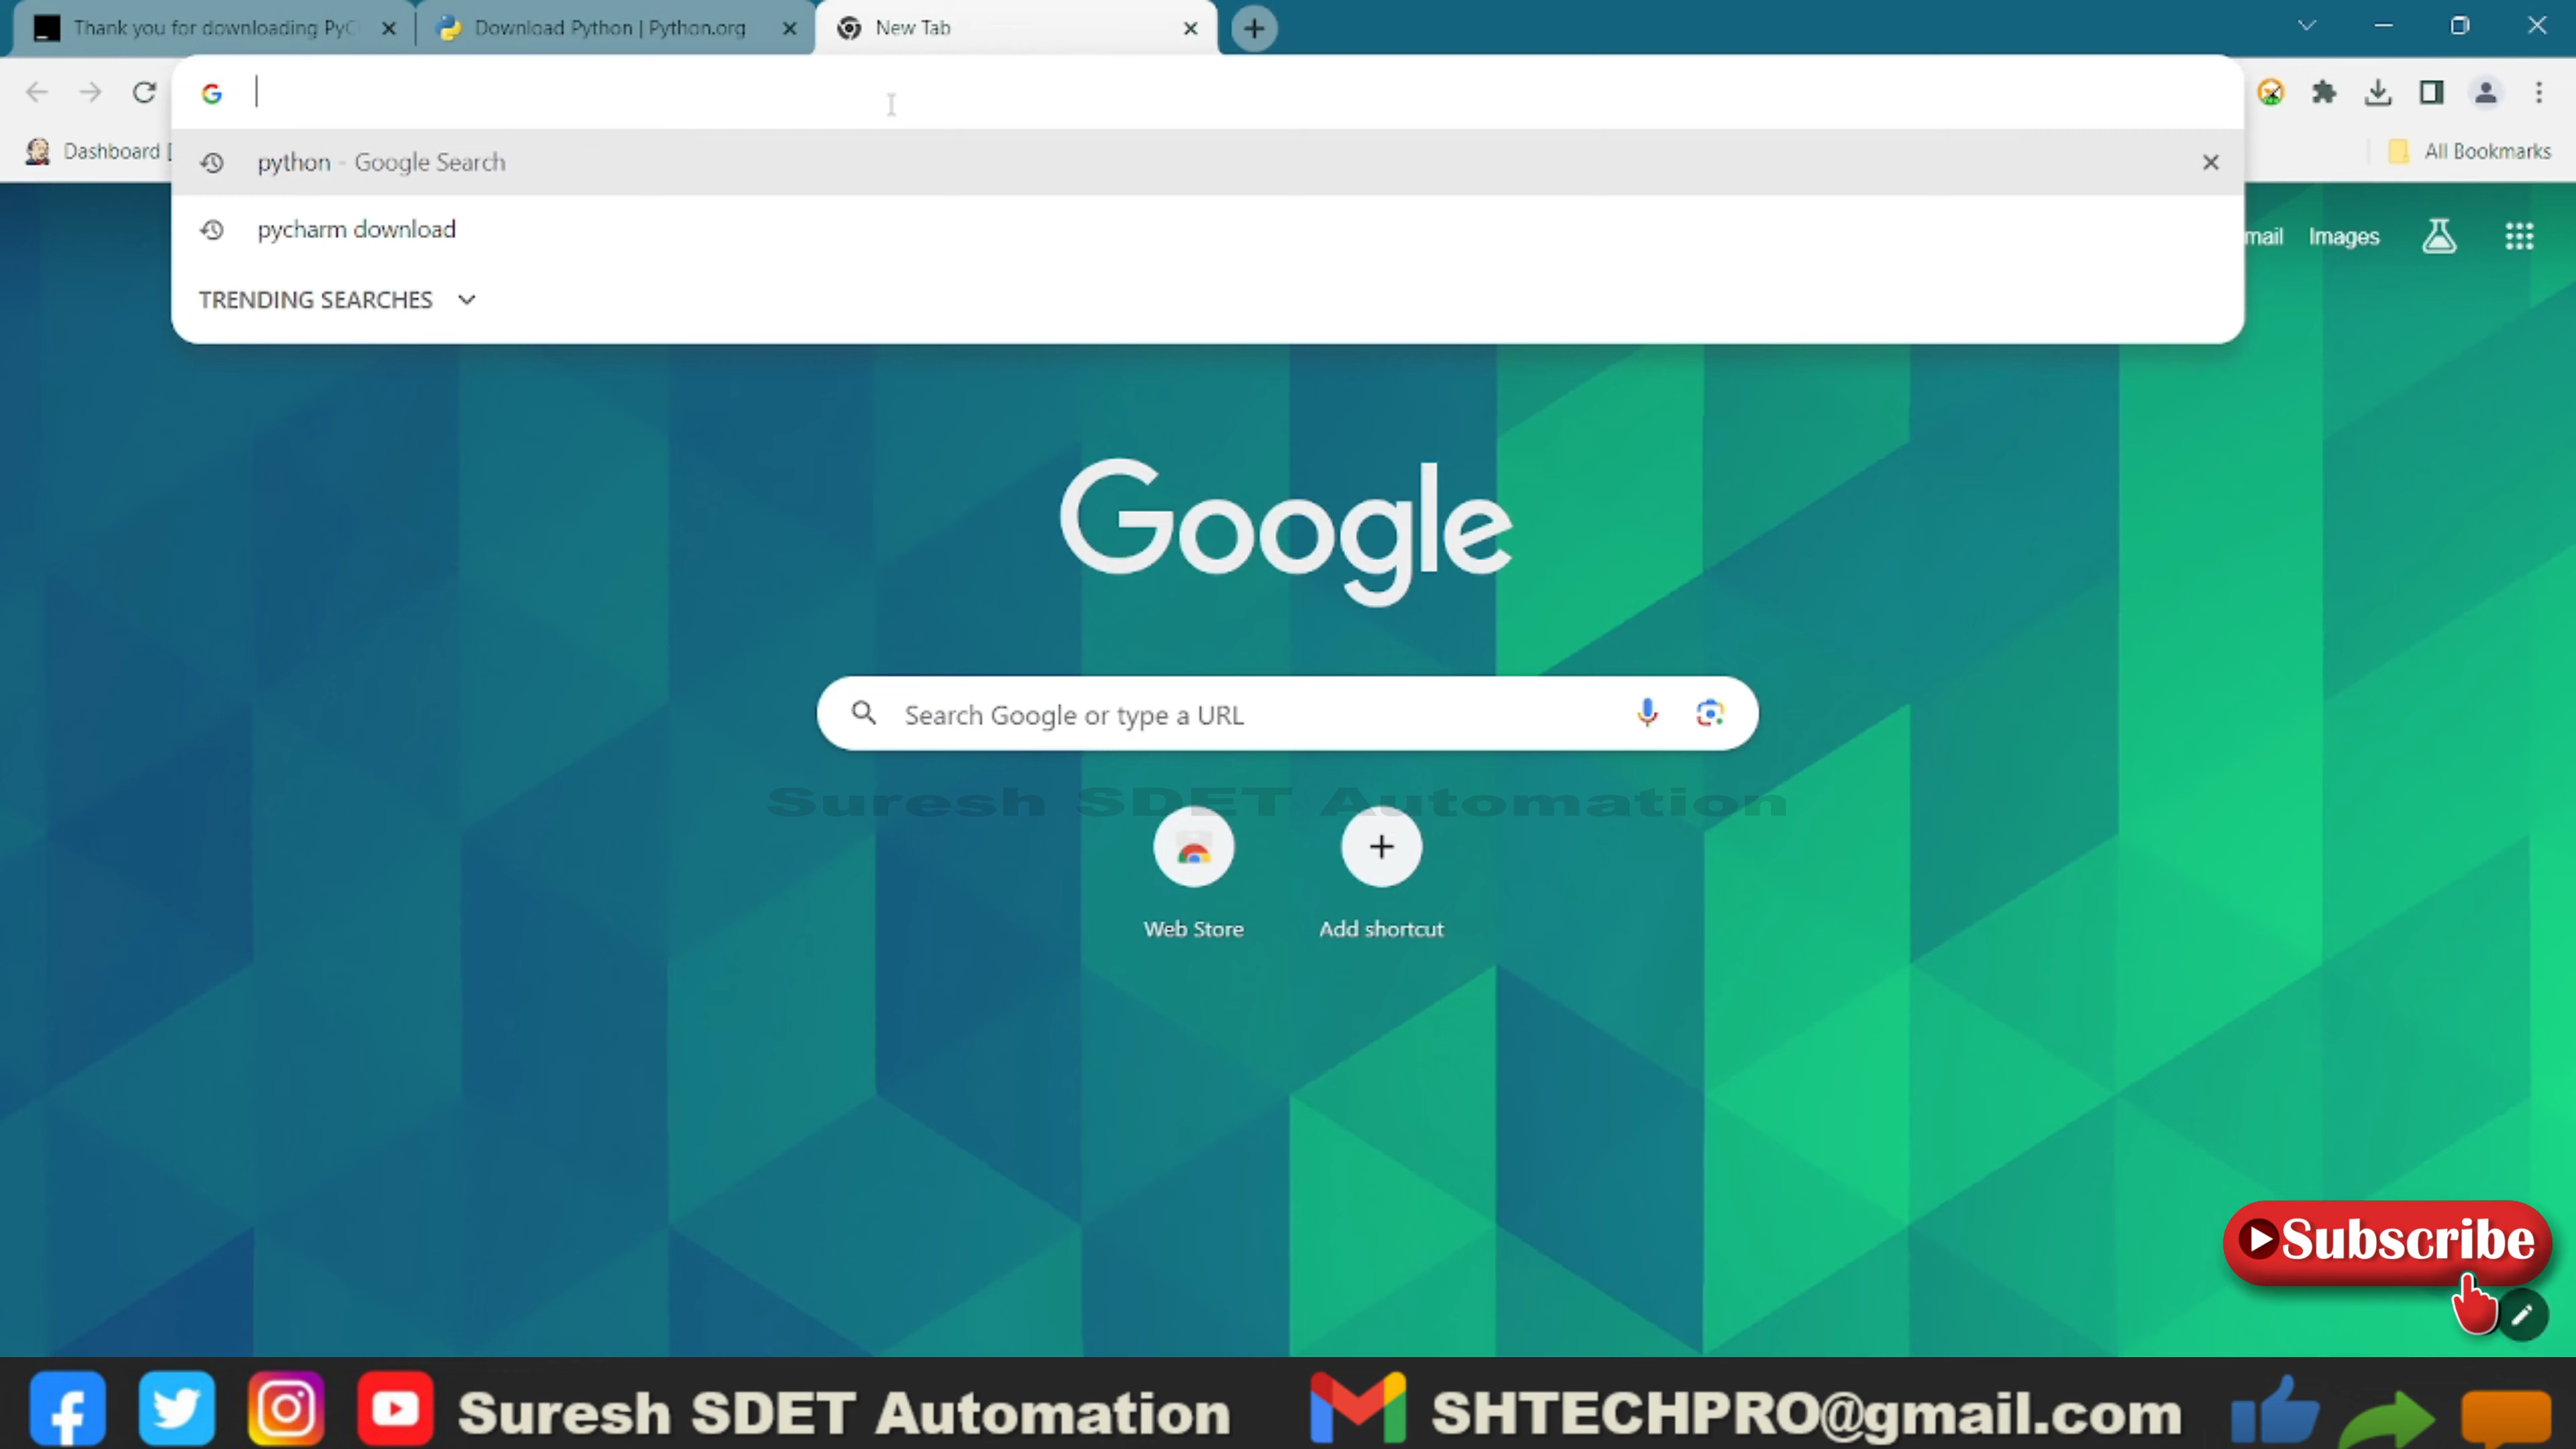 Thank you for downloading PyC
Download Python | Python.org
New Tab
Dashboard
All Bookmarks
python - Google Search
pycharm download
TRENDING SEARCHES
mail
Images
Google
Search Google or type a URL
Suresh SDET Automation
Web Store
Add shortcut
Subscribe
Suresh SDET Automation
SHTECHPRO@gmail.com